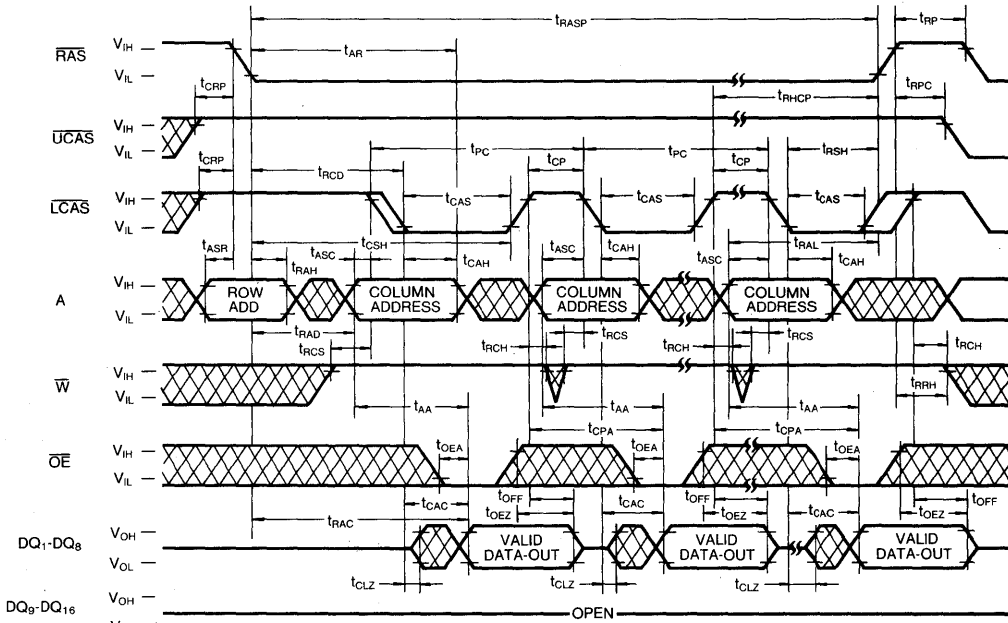 tRASP
tRP
tAR
RAS
VIH
VIL
tCRP
tRHCP
tRPC
UCAS
VIH
VIL
tCRP
tRCD
tPC
tCP
tPC
tCP
tRSH
LCAS
VIH
VIL
tCAS
tCAS
tCAS
tASR
tRAH
tASC
tCSH
tCAH
tASC
tCAH
tASC
tRAL
tCAH
A
VIH
VIL
ROW ADD
COLUMN ADDRESS
COLUMN ADDRESS
COLUMN ADDRESS
tRAD
tRCS
tRCH
tRCS
tRCH
tRCS
tRCH
W
VIH
VIL
tRRH
tAA
tAA
tAA
tCPA
tCPA
OE
VIH
VIL
tOEA
tOEA
tOEA
tCAC
tOFF
tCAC
tOFF
tCAC
tOFF
tRAC
tOEZ
tOEZ
tOEZ
DQ1-DQ8
VOH
VOL
VALID DATA-OUT
VALID DATA-OUT
VALID DATA-OUT
tCLZ
tCLZ
tCLZ
DQ9-DQ16
VOH
OPEN